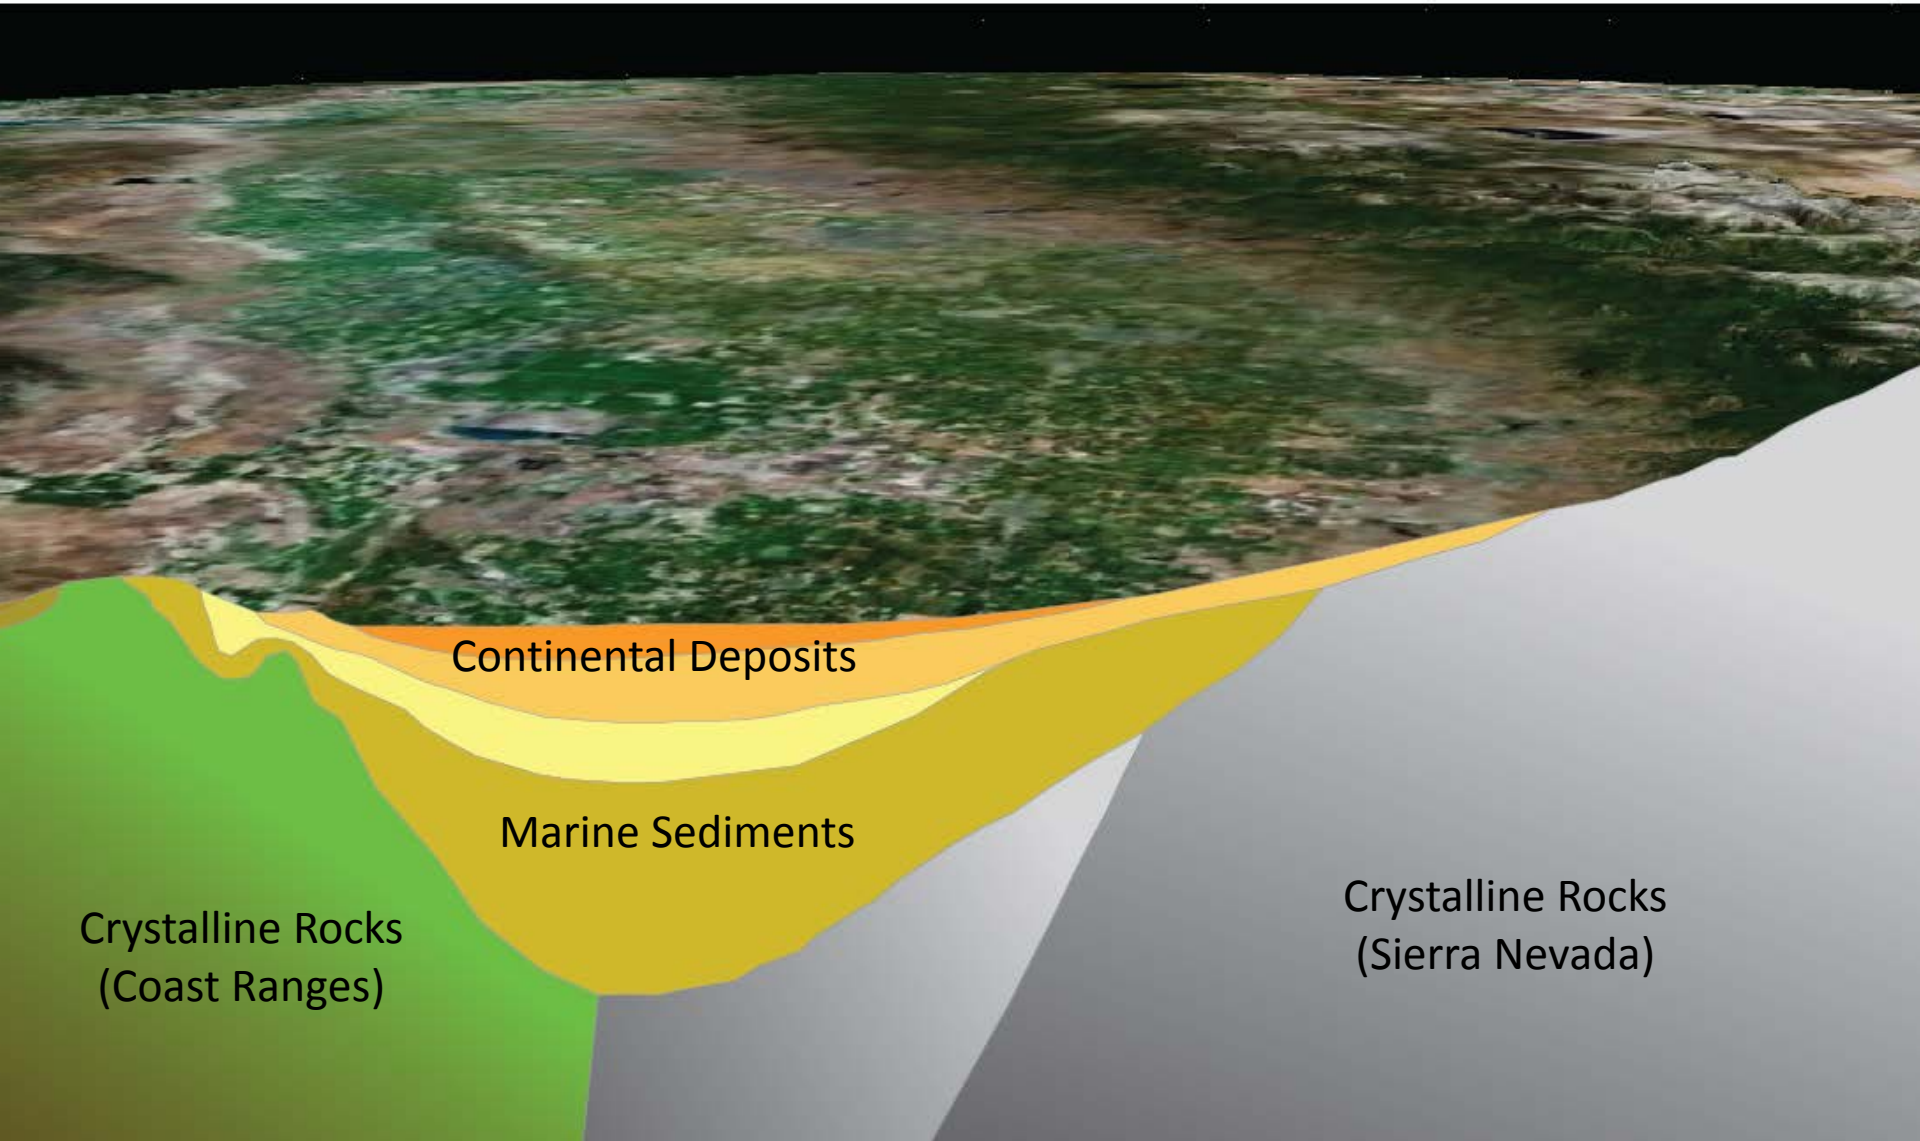 Continental Deposits
Marine Sediments
Crystalline Rocks
(Coast Ranges)
Crystalline Rocks
(Sierra Nevada)